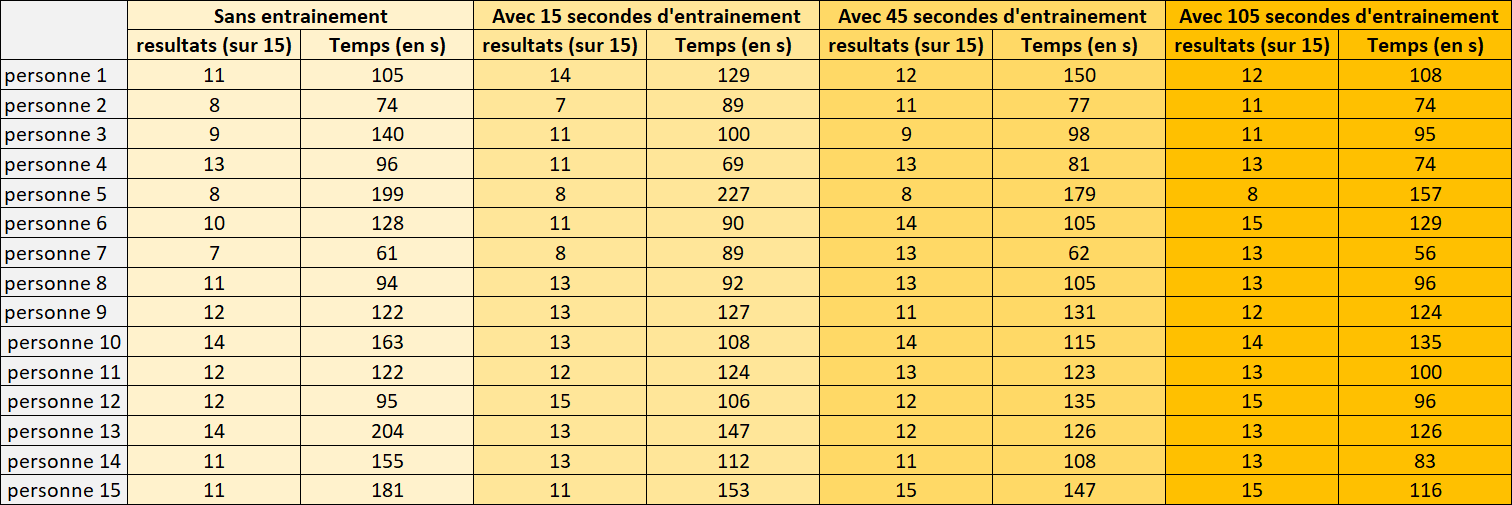 Sans entrainement Avec 15 secondes d'entrainement Avec 45 secondes d'entrainement Avec 105 secondes d'entrainement
resultats (sur 15) Temps (en s) resultats (sur 15) Temps (en s) resultats (sur 15) Temps (en s) resultats (sur 15) Temps (en s)
personne 1 11 105 14 129 12 150 12 108
personne 2 8 74 7 89 11 77 11 74
personne 3 9 140 11 100 9 98 11 95
personne 4 13 96 11 69 13 81 13 74
personne 5 8 199 8 227 8 179 8 157
personne 6 10 128 11 90 14 105 15 129
personne 7 7 61 8 89 13 62 13 56
personne 8 11 94 13 92 13 105 13 96
personne 9 12 122 13 127 11 131 12 124
personne 10 14 163 13 108 14 115 14 135
personne 11 12 122 12 124 13 123 13 100
personne 12 12 95 15 106 12 135 15 96
personne 13 14 204 13 147 12 126 13 126
personne 14 11 155 13 112 11 108 13 83
personne 15 11 181 11 153 15 147 15 116